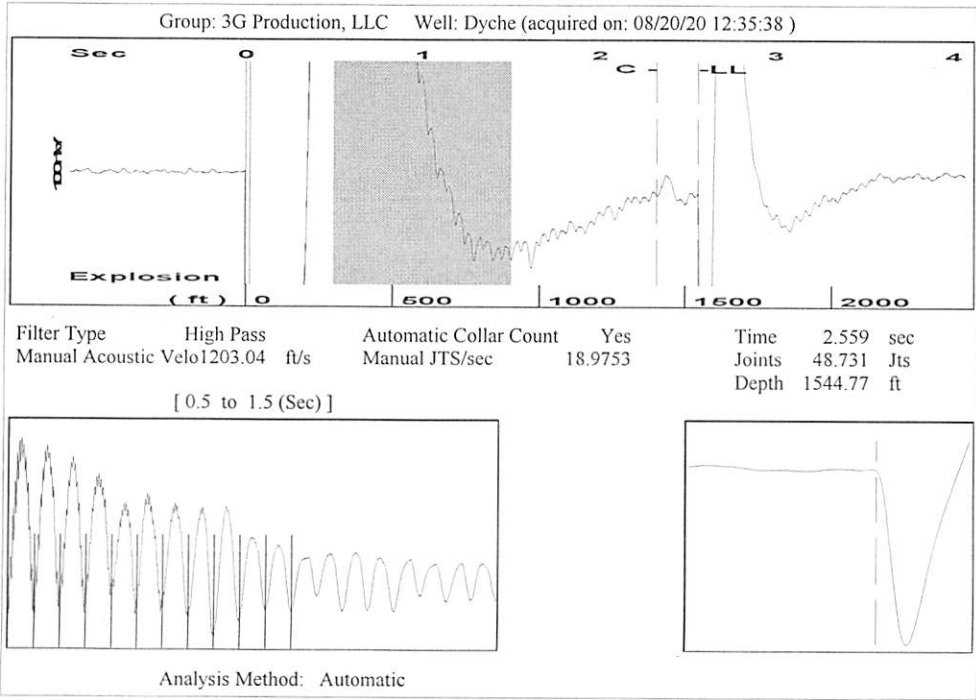 Group: 3G Production, LLC Well: Dyche (acquired on: 08/20/20 12:35:38 )
Sec 0 1 2 3 4
C - -LL
100 mV
Explosion
( ft ) 0 500 1000 1500 2000
Filter Type High Pass Automatic Collar Count Yes Time 2.559 sec
Manual Acoustic Velo1203.04 ft/s Manual JTS/sec 18.9753 Joints 48.731 Jts
Depth 1544.77 ft
[ 0.5 to 1.5 (Sec) ]
Analysis Method: Automatic